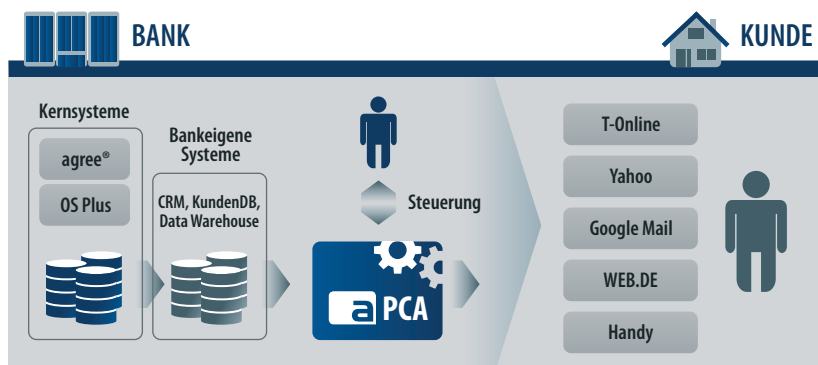 BANK
KUNDE
Kernsysteme
agree®
OS Plus
Bankeigene
Systeme
CRM, KundenDB,
Data Warehouse
Steuerung
a PCA
T-Online
Yahoo
Google Mail
WEB.DE
Handy